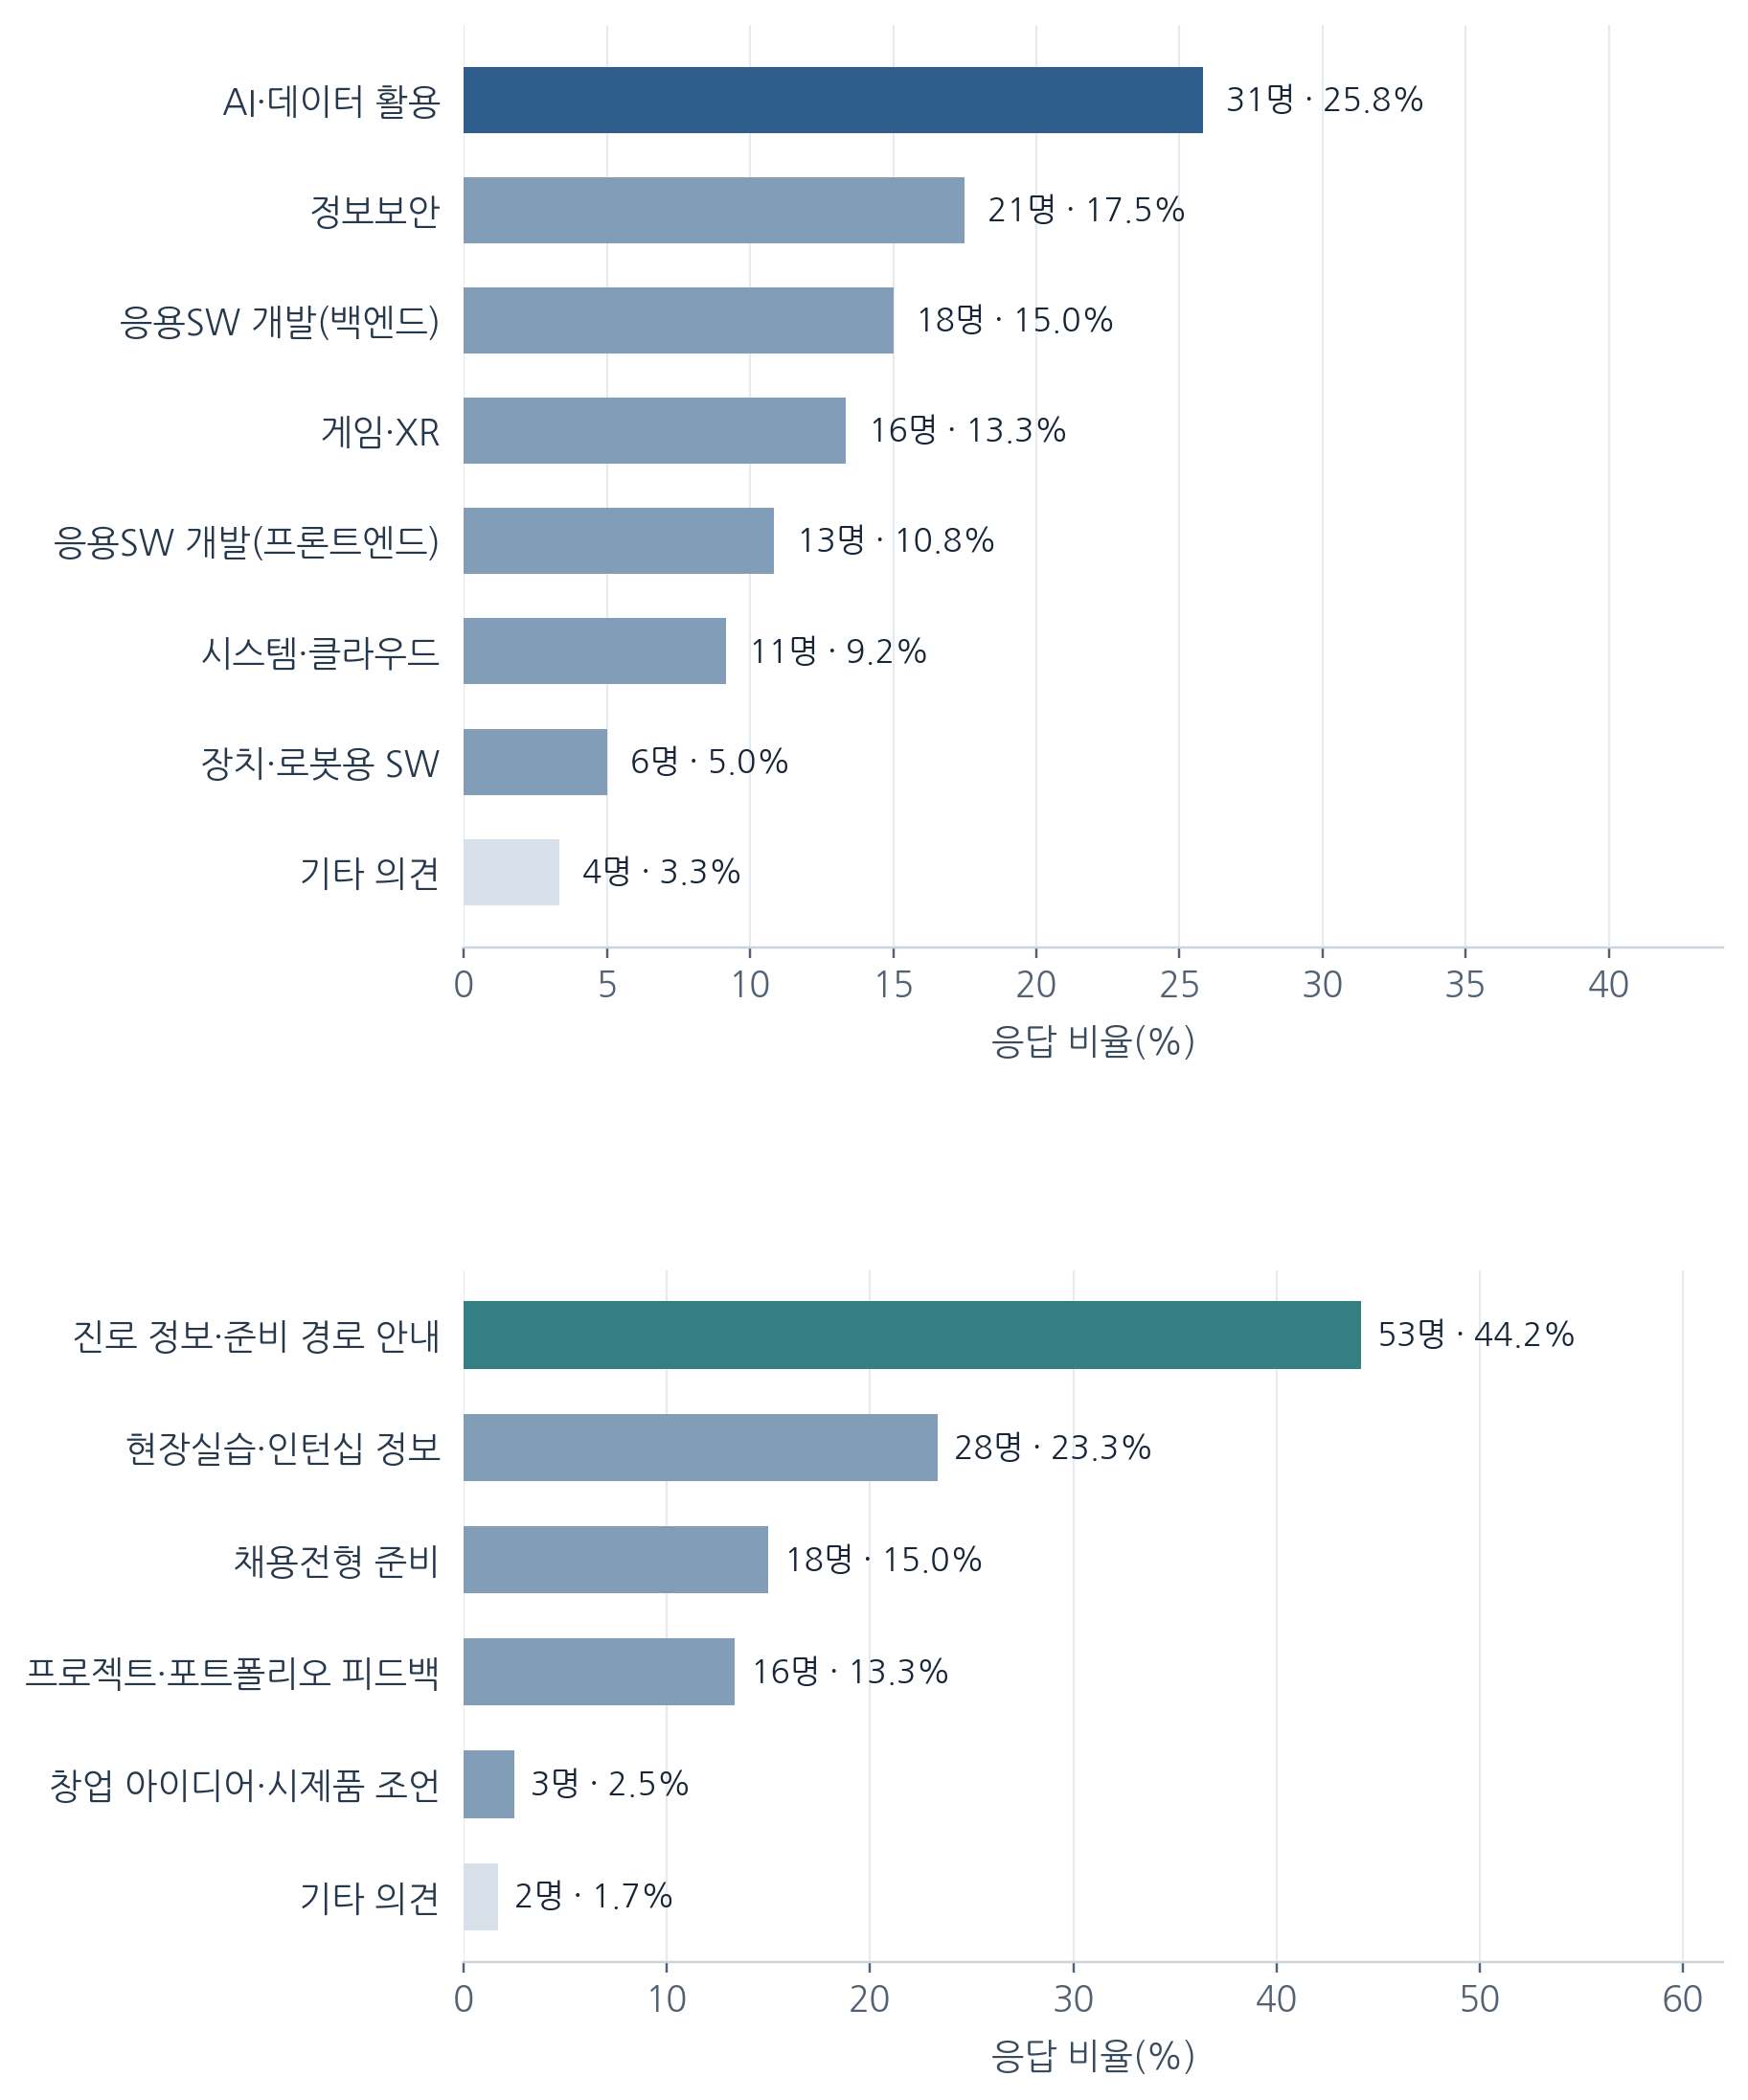 AI·데이터 활용 31명 · 25.8%
정보보안 21명 · 17.5%
응용SW 개발(백엔드) 18명 · 15.0%
게임·XR 16명 · 13.3%
응용SW 개발(프론트엔드) 13명 · 10.8%
시스템·클라우드 11명 · 9.2%
장치·로봇용 SW 6명 · 5.0%
기타 의견 4명 · 3.3%
0 5 10 15 20 25 30 35 40
응답 비율(%)
진로 정보·준비 경로 안내 53명 · 44.2%
현장실습·인턴십 정보 28명 · 23.3%
채용전형 준비 18명 · 15.0%
프로젝트·포트폴리오 피드백 16명 · 13.3%
창업 아이디어·시제품 조언 3명 · 2.5%
기타 의견 2명 · 1.7%
0 10 20 30 40 50 60
응답 비율(%)